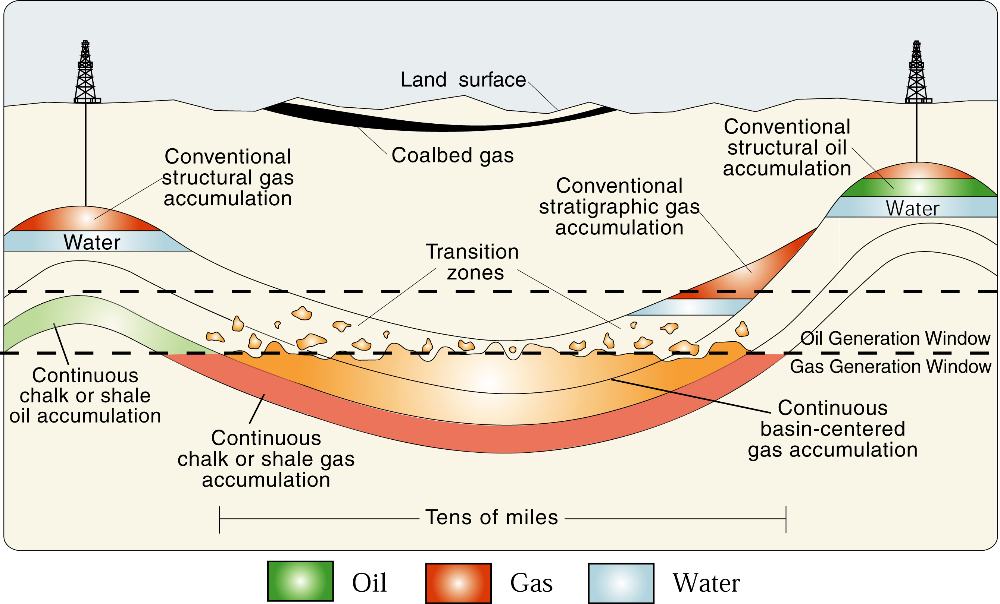 Land surface
Coalbed gas
Conventional
structural gas
accumulation
Conventional
structural oil
accumulation
Conventional
stratigraphic gas
accumulation
Water
Water
Transition
zones
Oil Generation Window
Gas Generation Window
Continuous
chalk or shale
oil accumulation
Continuous
chalk or shale gas
accumulation
Continuous
basin-centered
gas accumulation
Tens of miles
Oil
Gas
Water